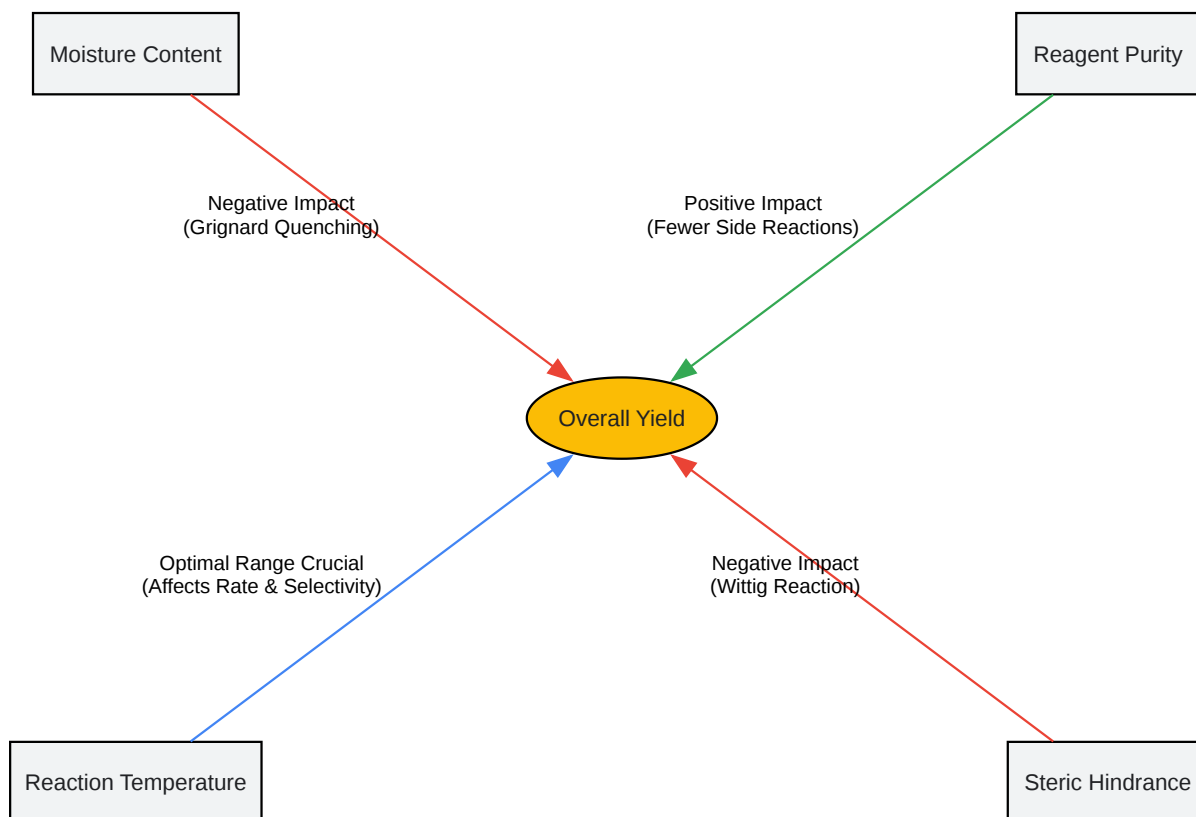 Moisture Content
Reagent Purity
Negative Impact
(Grignard Quenching)
Positive Impact
(Fewer Side Reactions)
Overall Yield
Optimal Range Crucial
(Affects Rate & Selectivity)
Negative Impact
(Wittig Reaction)
Reaction Temperature
Steric Hindrance